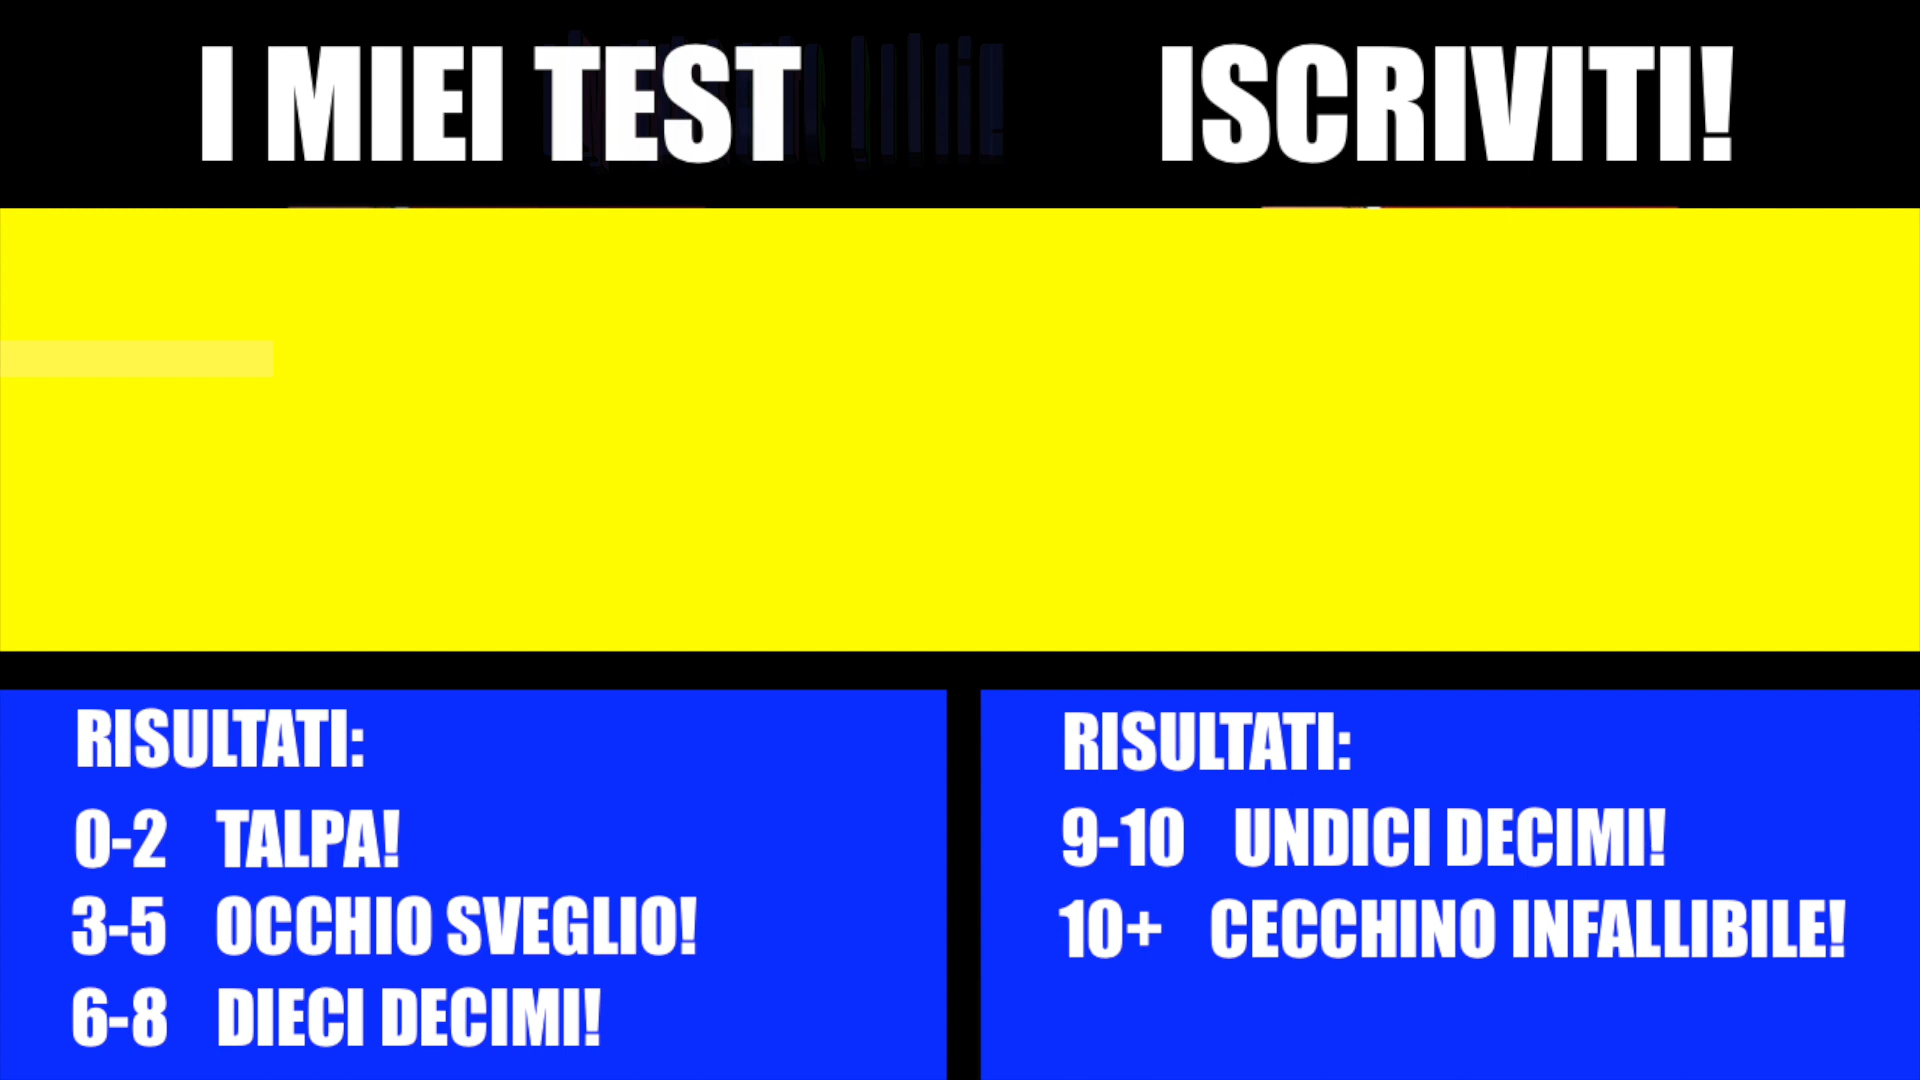 I MIEI TEST
ISCRIVITI!
RISULTATI:
0-2 TALPA!
3-5 OCCHIO SVEGLIO!
6-8 DIECI DECIMI!
RISULTATI:
9-10 UNDICI DECIMI!
10+ CECCHINO INFALLIBILE!